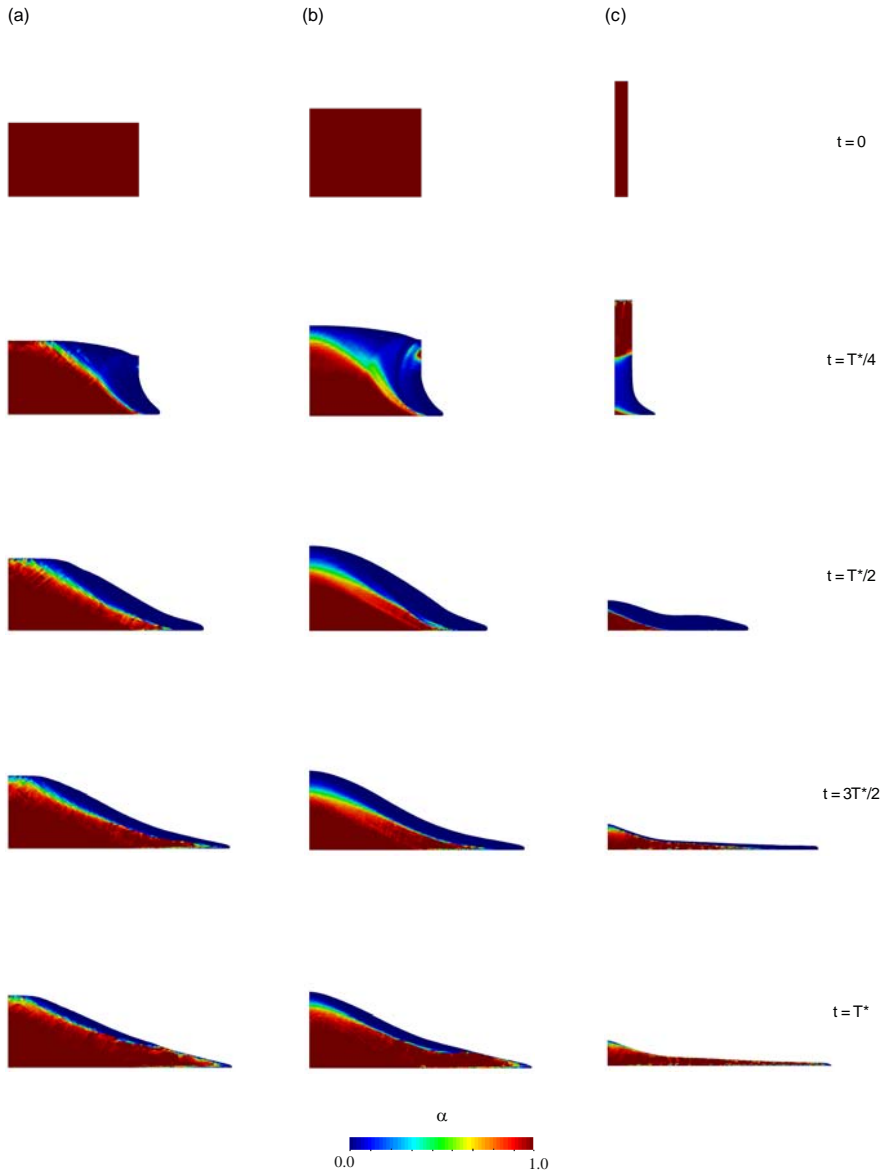 (a) (b) (c)
t = 0
t = T*/4
t = T*/2
t = 3T*/2
t = T*
α
0.0 1.0